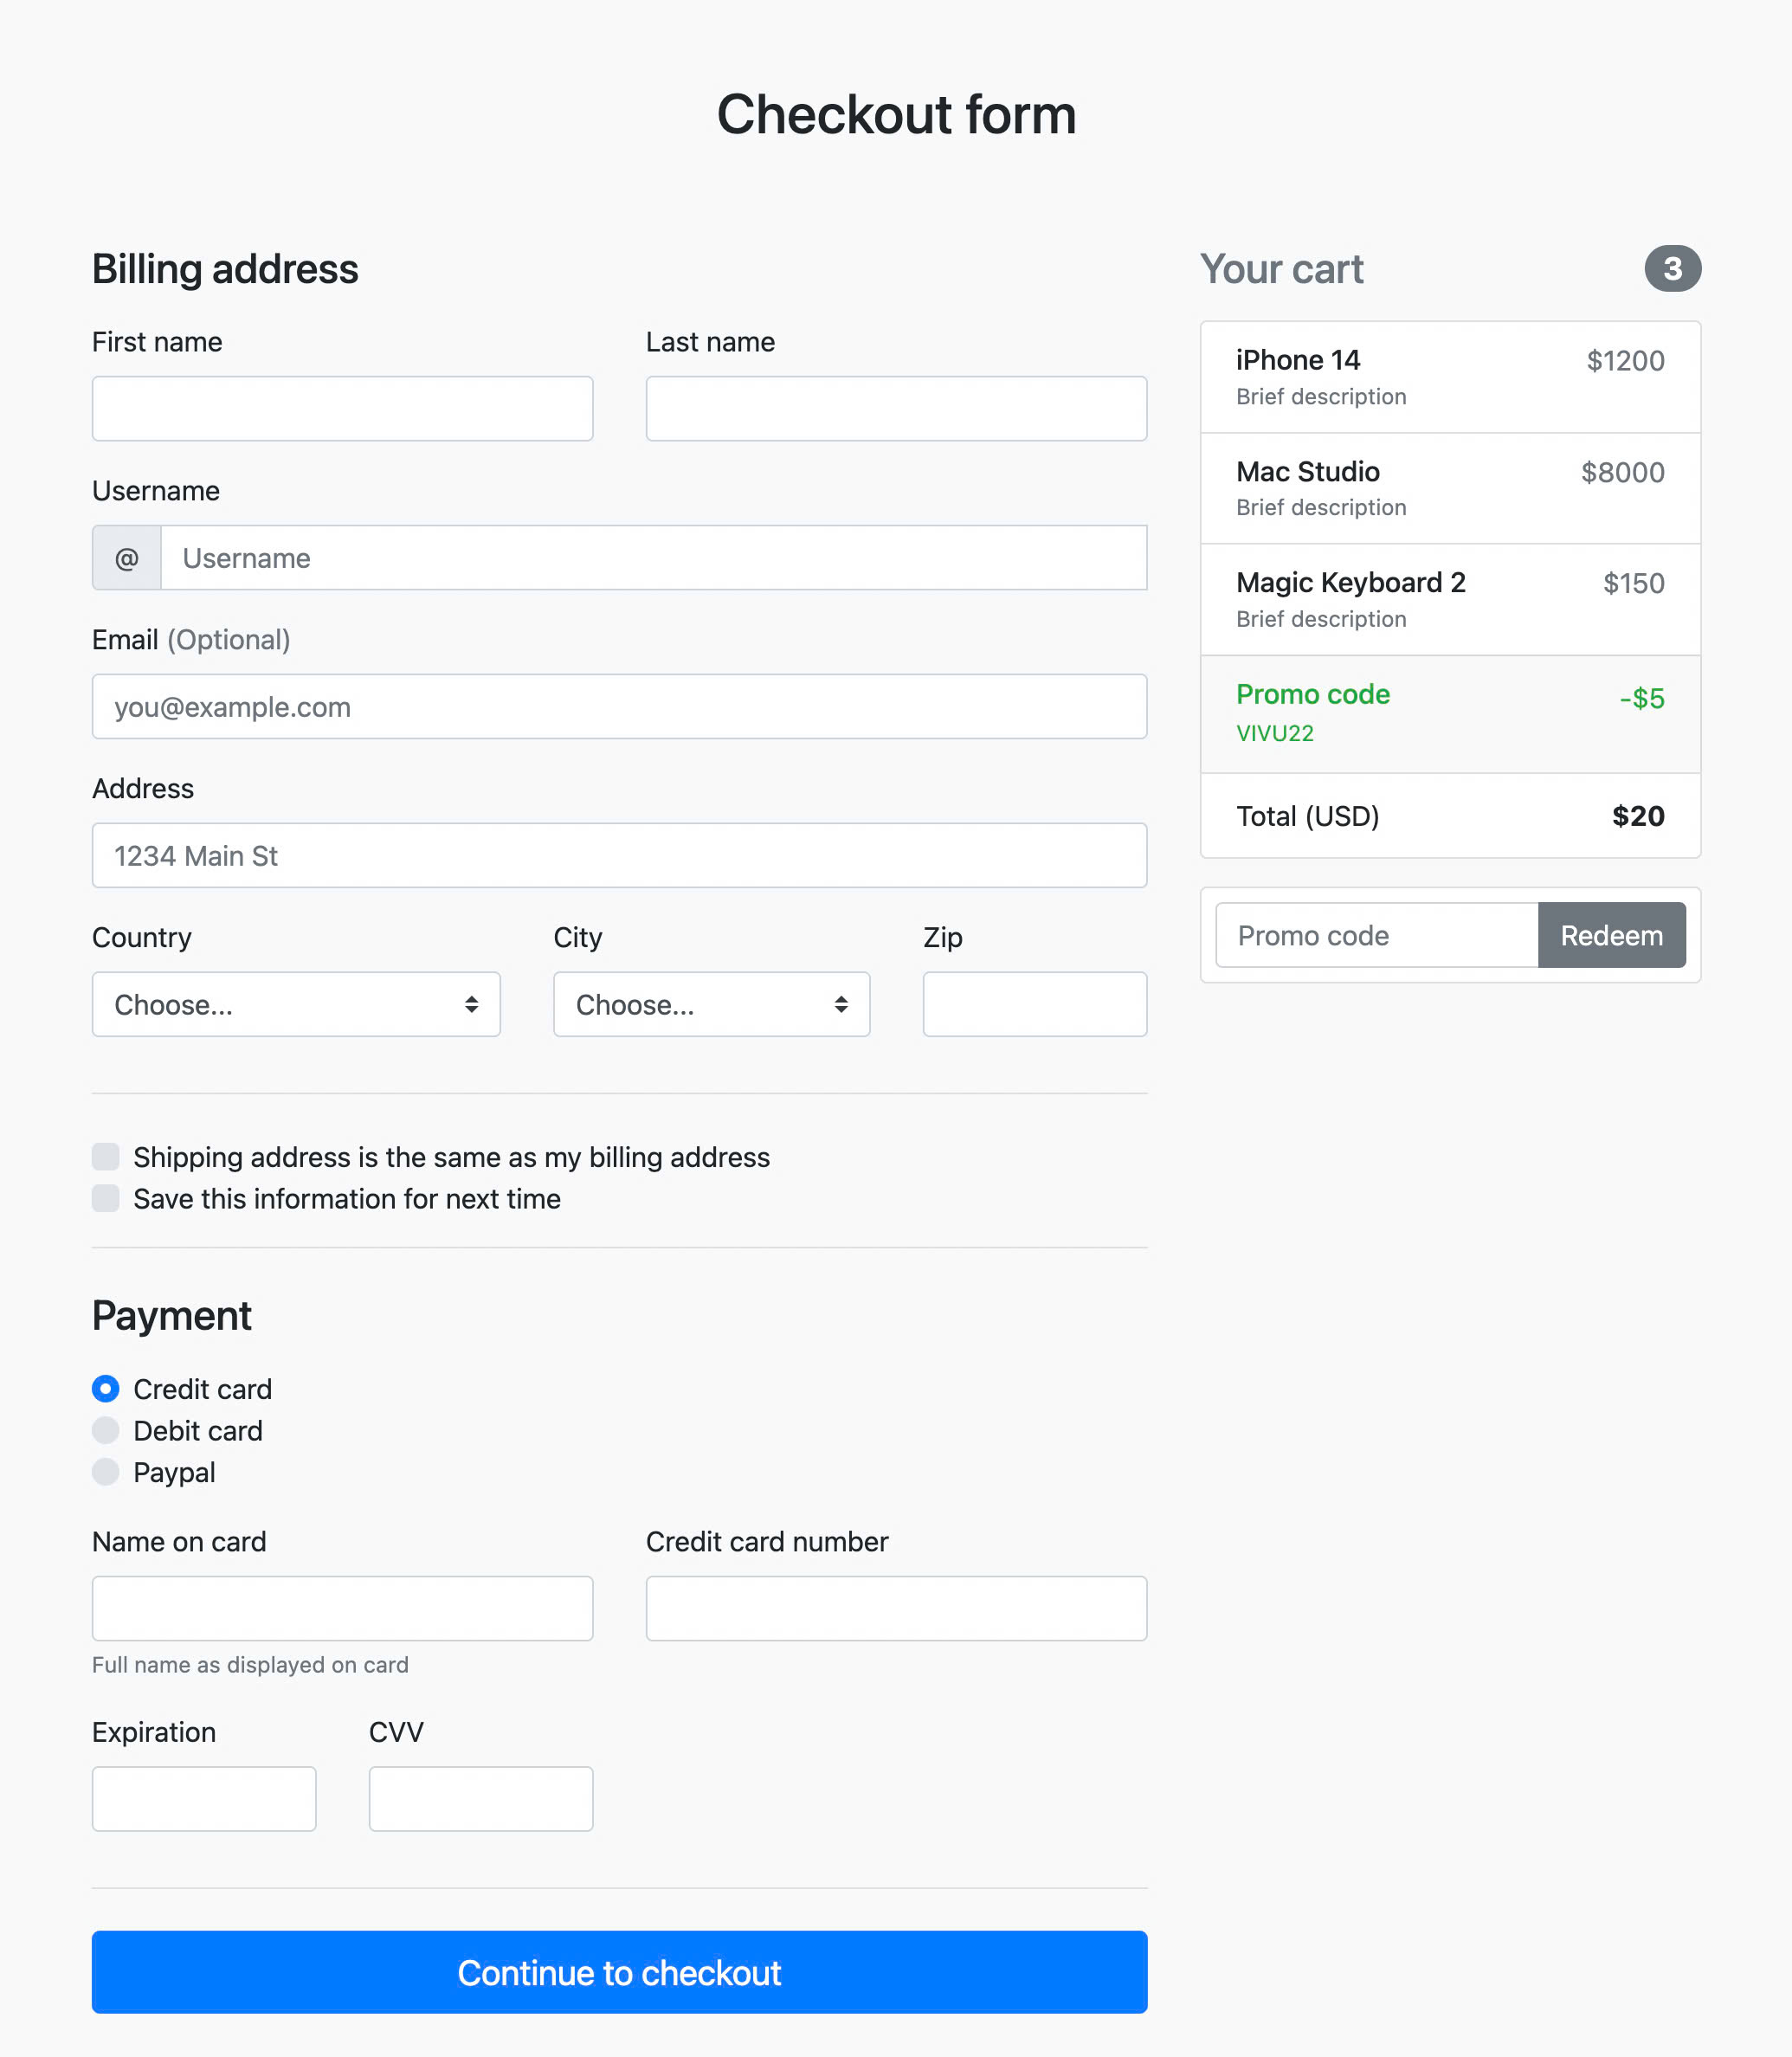 Checkout form
Billing address
First name
Last name
Username
@
Username
Email (Optional)
you@example.com
Address
1234 Main St
Country
City
Zip
Choose...
Choose...
Shipping address is the same as my billing address
Save this information for next time
Payment
Credit card
Debit card
Paypal
Name on card
Credit card number
Full name as displayed on card
Expiration
CVV
Continue to checkout
Your cart
3
iPhone 14
$1200
Brief description
Mac Studio
$8000
Brief description
Magic Keyboard 2
$150
Brief description
Promo code
-$5
VIVU22
Total (USD)
$20
Promo code
Redeem